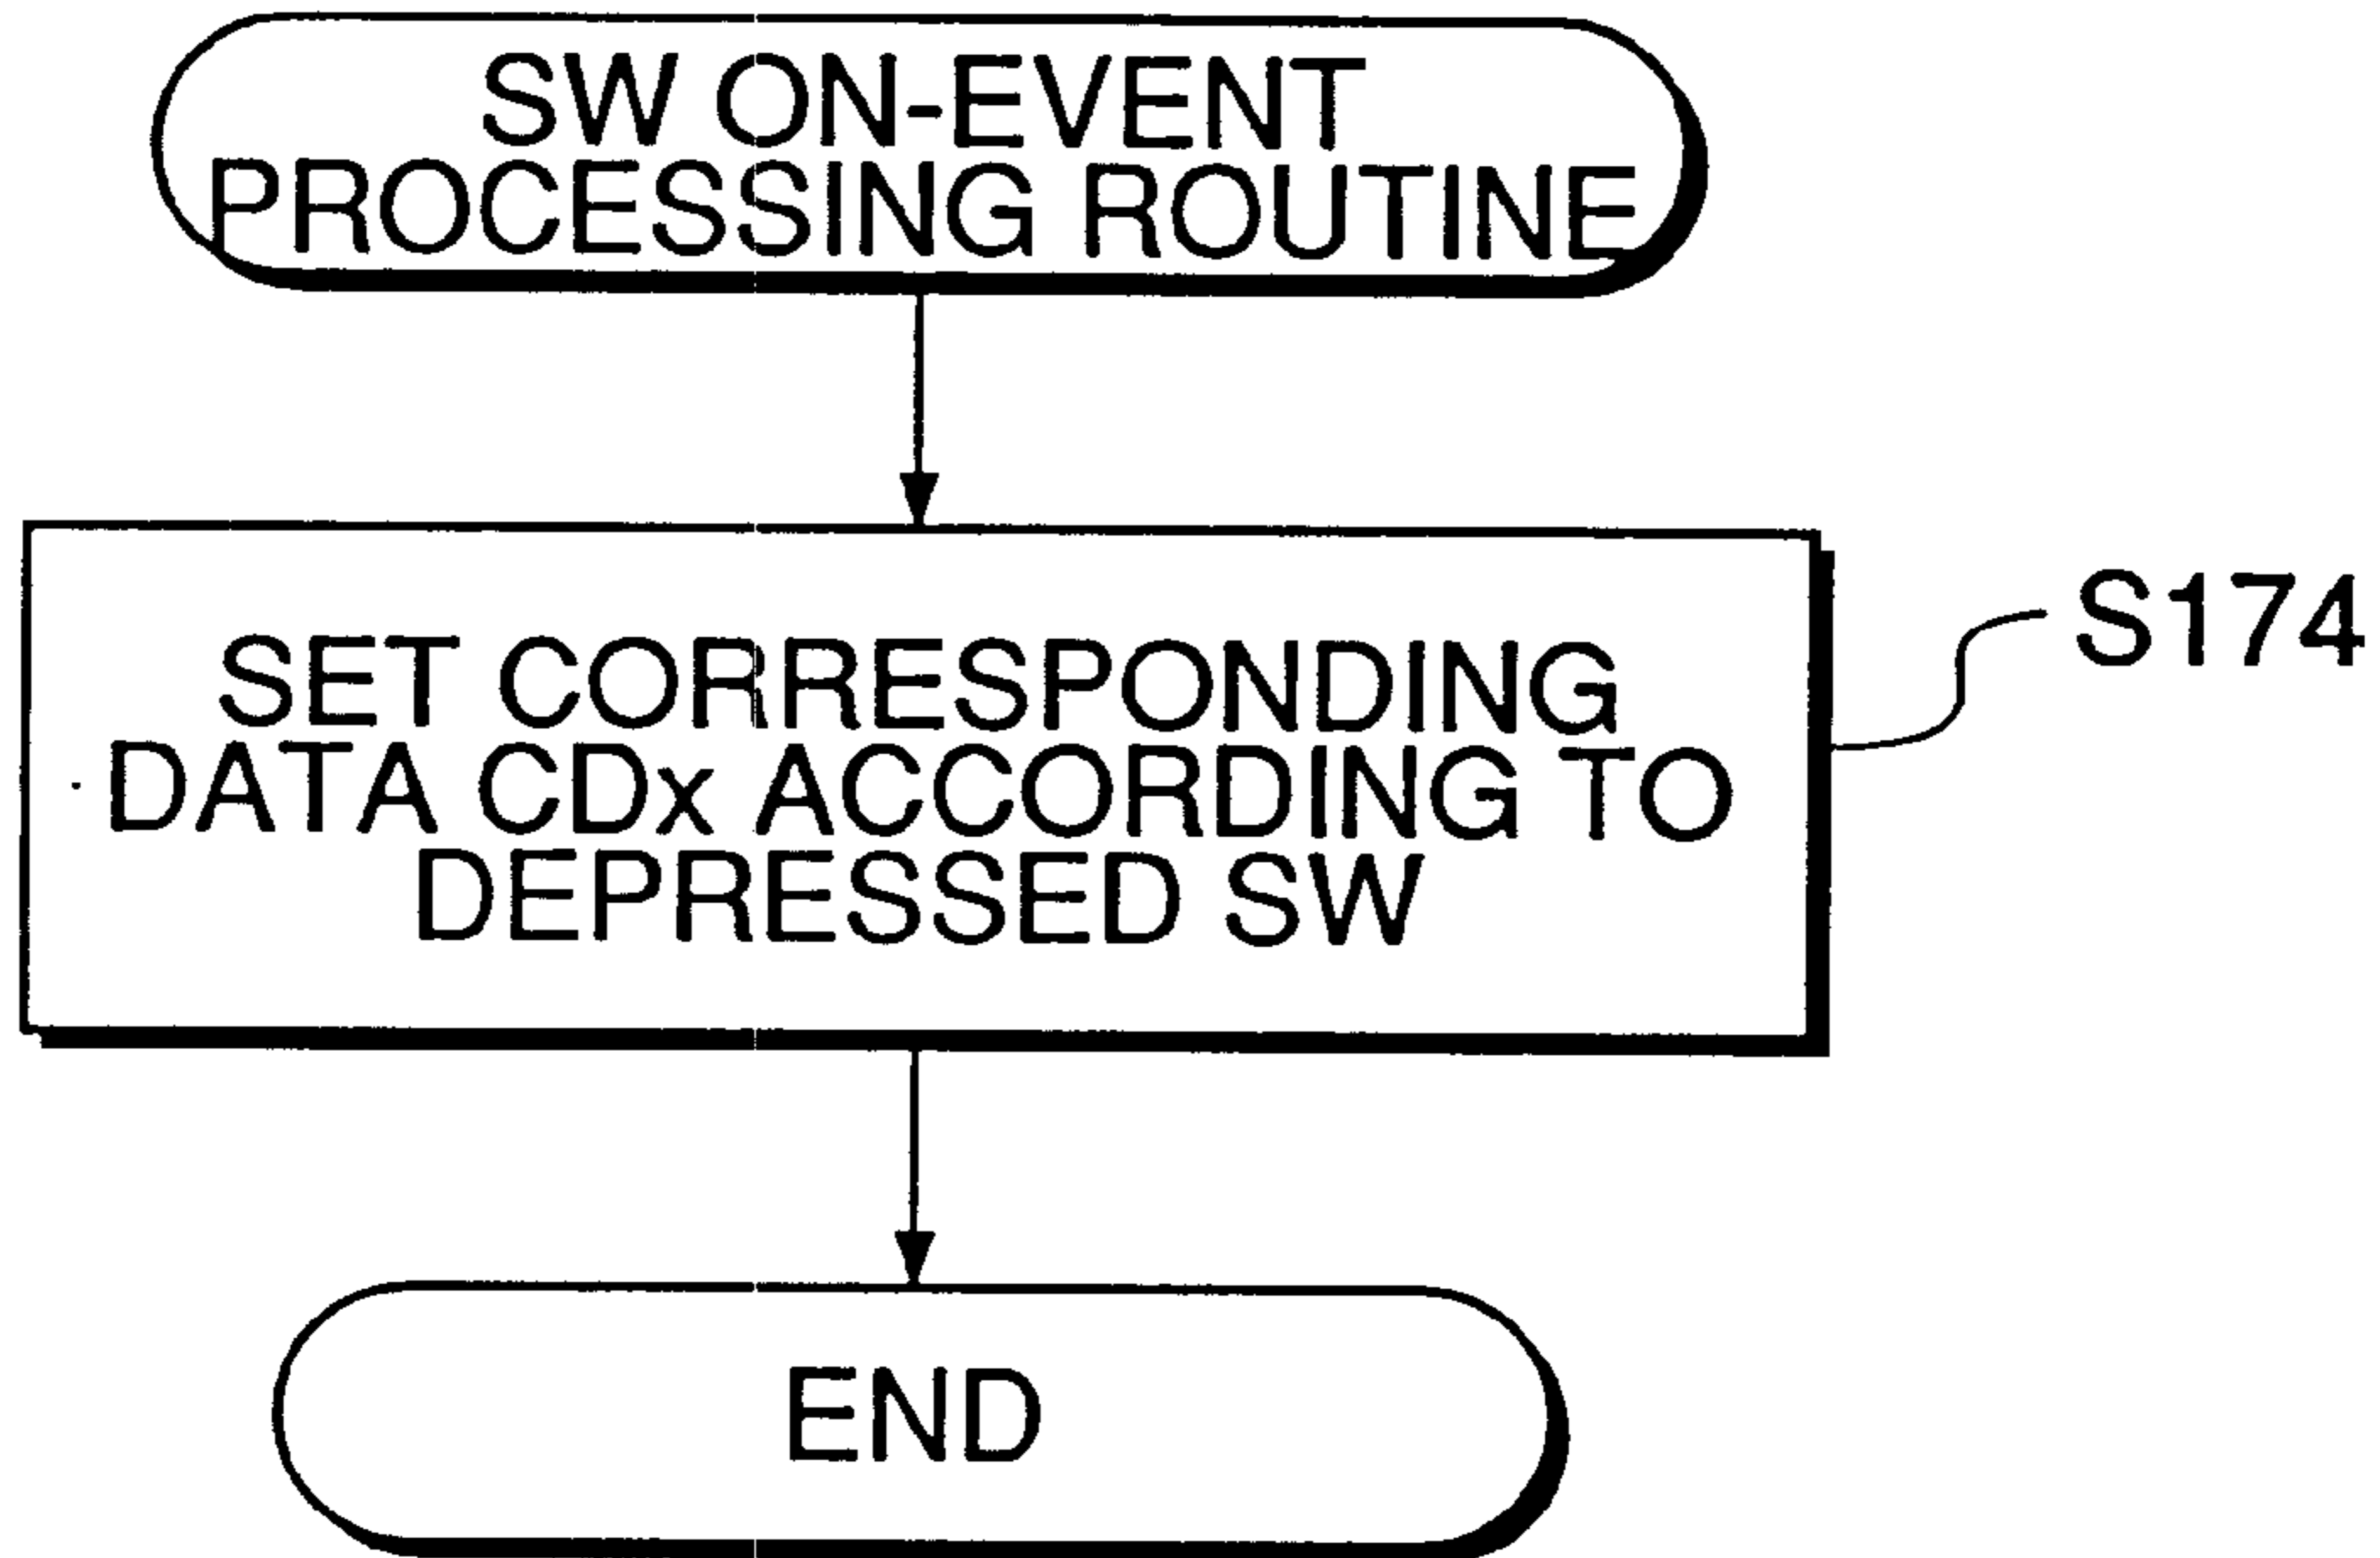 SW ON-EVENT
PROCESSING ROUTINE
SET CORRESPONDING
DATA CDx ACCORDING TO
DEPRESSED SW
S174
END